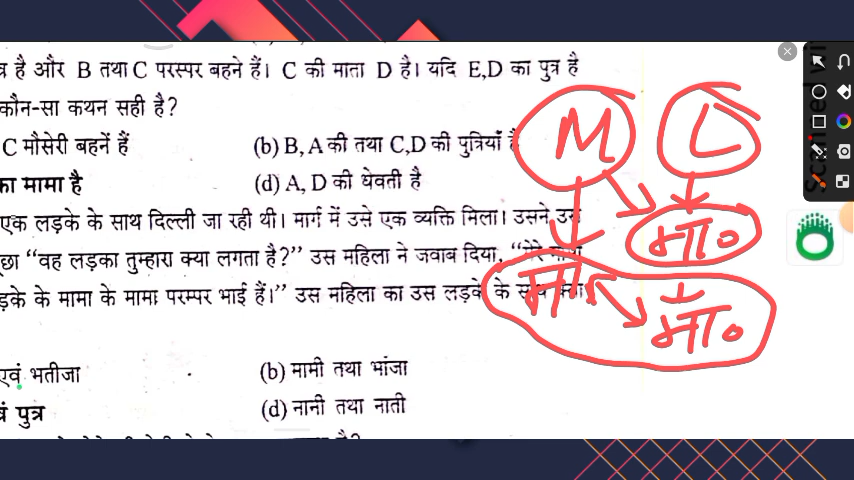 त्र है और B तथा C परस्पर बहने हैं। C की माता D है। यदि E,D का पुत्र है
कौन-सा कथन सही है?
C मौसेरी बहनें हैं
(b) B, A की तथा C,D की पुत्रियाँ हैं
का मामा है
(d) A, D की धेवती है
एक लड़के के साथ दिल्ली जा रही थी। मार्ग में उसे एक व्यक्ति मिला। उसने उस
छा “वह लड़का तुम्हारा क्या लगता है?” उस महिला ने जवाब दिया, “मेरे मामा
ड़के के मामा के मामा परस्पर भाई हैं।” उस महिला का उस लड़के के साथ क्या
एवं भतीजा
(b) मामी तथा भांजा
वं पुत्र
(d) नानी तथा नाती
M
L
मा०
मा
मा०